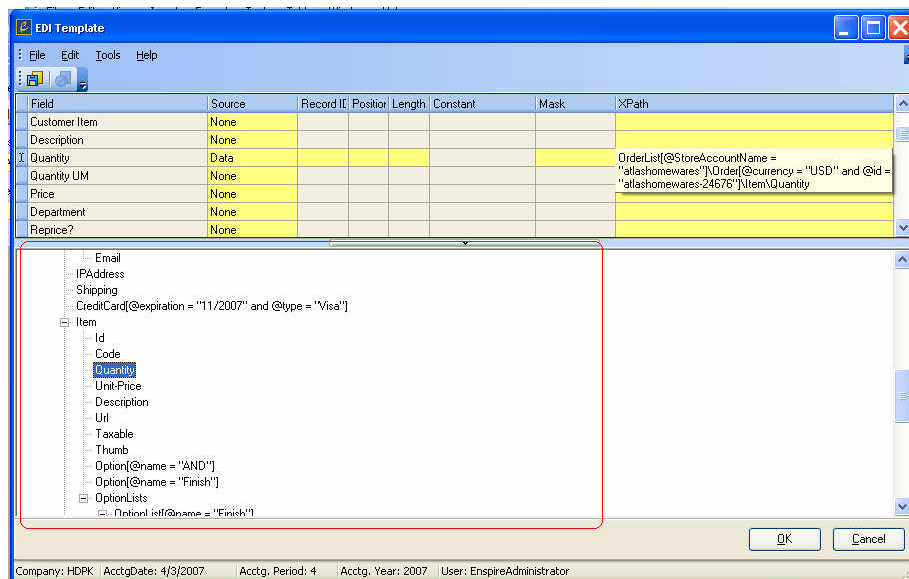 EDI Template
File Edit Tools Help
Field Source Record ID Position Length Constant Mask XPath
Customer Item None
Description None
Quantity Data
OrderList[@StoreAccountName =
"atlashomewares"]\Order[@currency = "USD" and @id =
"atlashomewares-24676"]\Item\Quantity
Quantity UM None
Price None
Department None
Reprice? None
Email
IPAddress
Shipping
CreditCard[@expiration = "11/2007" and @type = "Visa"]
Item
Id
Code
Quantity
Unit-Price
Description
Url
Taxable
Thumb
Option[@name = "AND"]
Option[@name = "Finish"]
OptionLists
OptionList[@name = "Finish"]
OK Cancel
Company: HDPK AcctgDate: 4/3/2007 Acctg. Period: 4 Acctg. Year: 2007 User: EnspireAdministrator